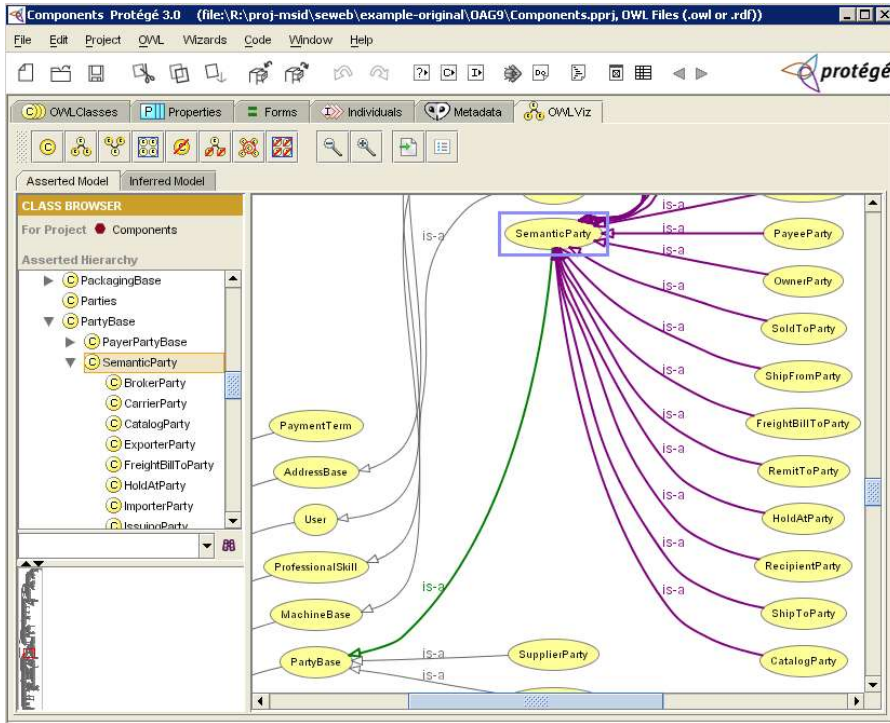 Components  Protégé 3.0   (file:\R:\proj-msid\seweb\example-original\OAG9\Components.pprj, OWL Files (.owl or .rdf))
File Edit Project OWL Wizards Code Window Help
protégé
OWLClasses Properties Forms Individuals Metadata OWLViz
Asserted Model Inferred Model
CLASS BROWSER
For Project Components
Asserted Hierarchy
PackagingBase
Parties
PartyBase
PayerPartyBase
SemanticParty
BrokerParty
CarrierParty
CatalogParty
ExporterParty
FreightBillToParty
HoldAtParty
ImporterParty
IssuingParty
is-a
SemanticParty
is-a
PayeeParty
is-a
is-a
OwnerParty
is-a
SoldToParty
is-a
ShipFromParty
is-a
PaymentTerm
FreightBillToParty
is-a
AddressBase
RemitToParty
is-a
User
HoldAtParty
is-a
ProfessionalSkill
RecipientParty
is-a
is-a
MachineBase
ShipToParty
PartyBase
is-a
SupplierParty
CatalogParty
is-a